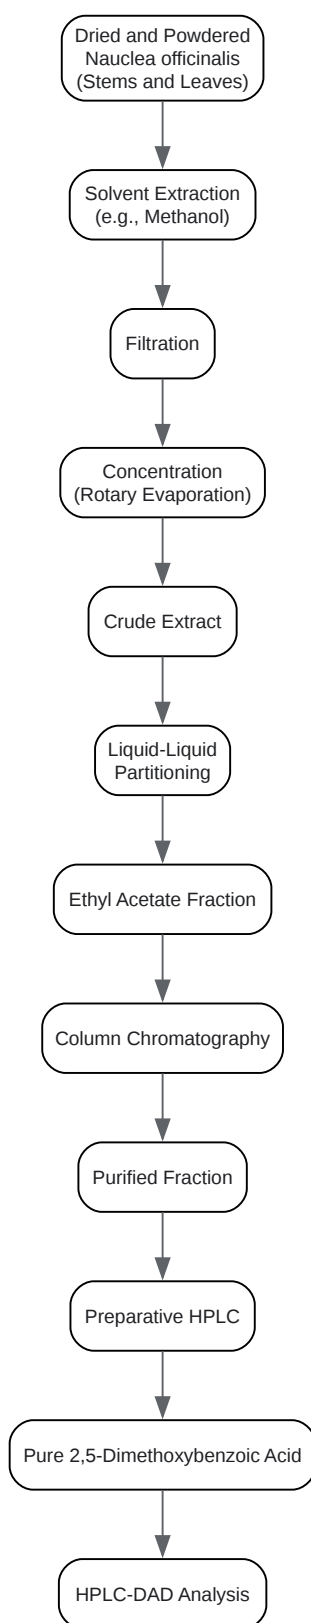 Dried and Powdered
Nauclea officinalis
(Stems and Leaves)
Solvent Extraction
(e.g., Methanol)
Filtration
Concentration
(Rotary Evaporation)
Crude Extract
Liquid-Liquid
Partitioning
Ethyl Acetate Fraction
Column Chromatography
Purified Fraction
Preparative HPLC
Pure 2,5-Dimethoxybenzoic Acid
HPLC-DAD Analysis